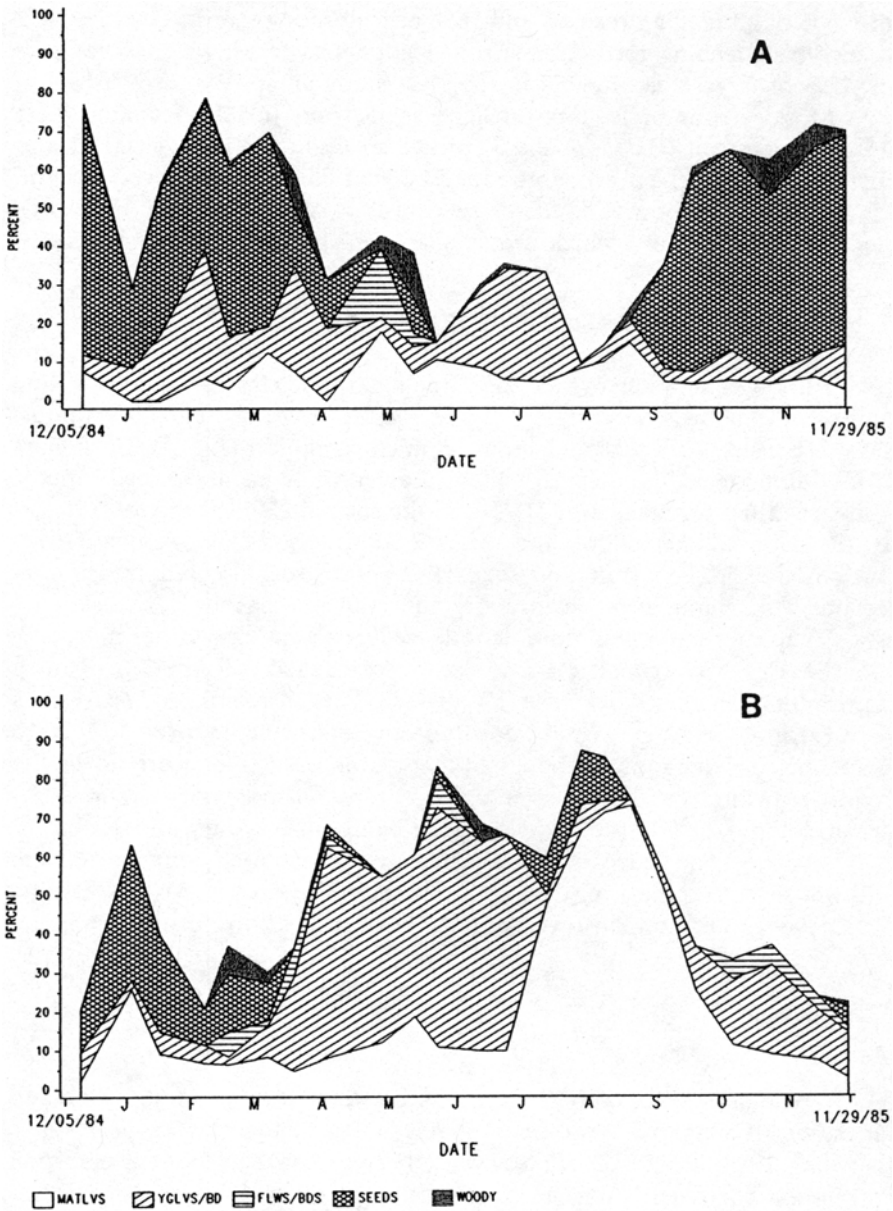 A
100
90
80
70
60
50
40
30
20
10
0
PERCENT
J F M A M J J A S O N
12/05/84 11/29/85
DATE
B
100
90
80
70
60
50
40
30
20
10
0
PERCENT
J F M A M J J A S O N
12/05/84 11/29/85
DATE
MATLVS YGLVS/BD FLWS/BDS SEEDS WOODY